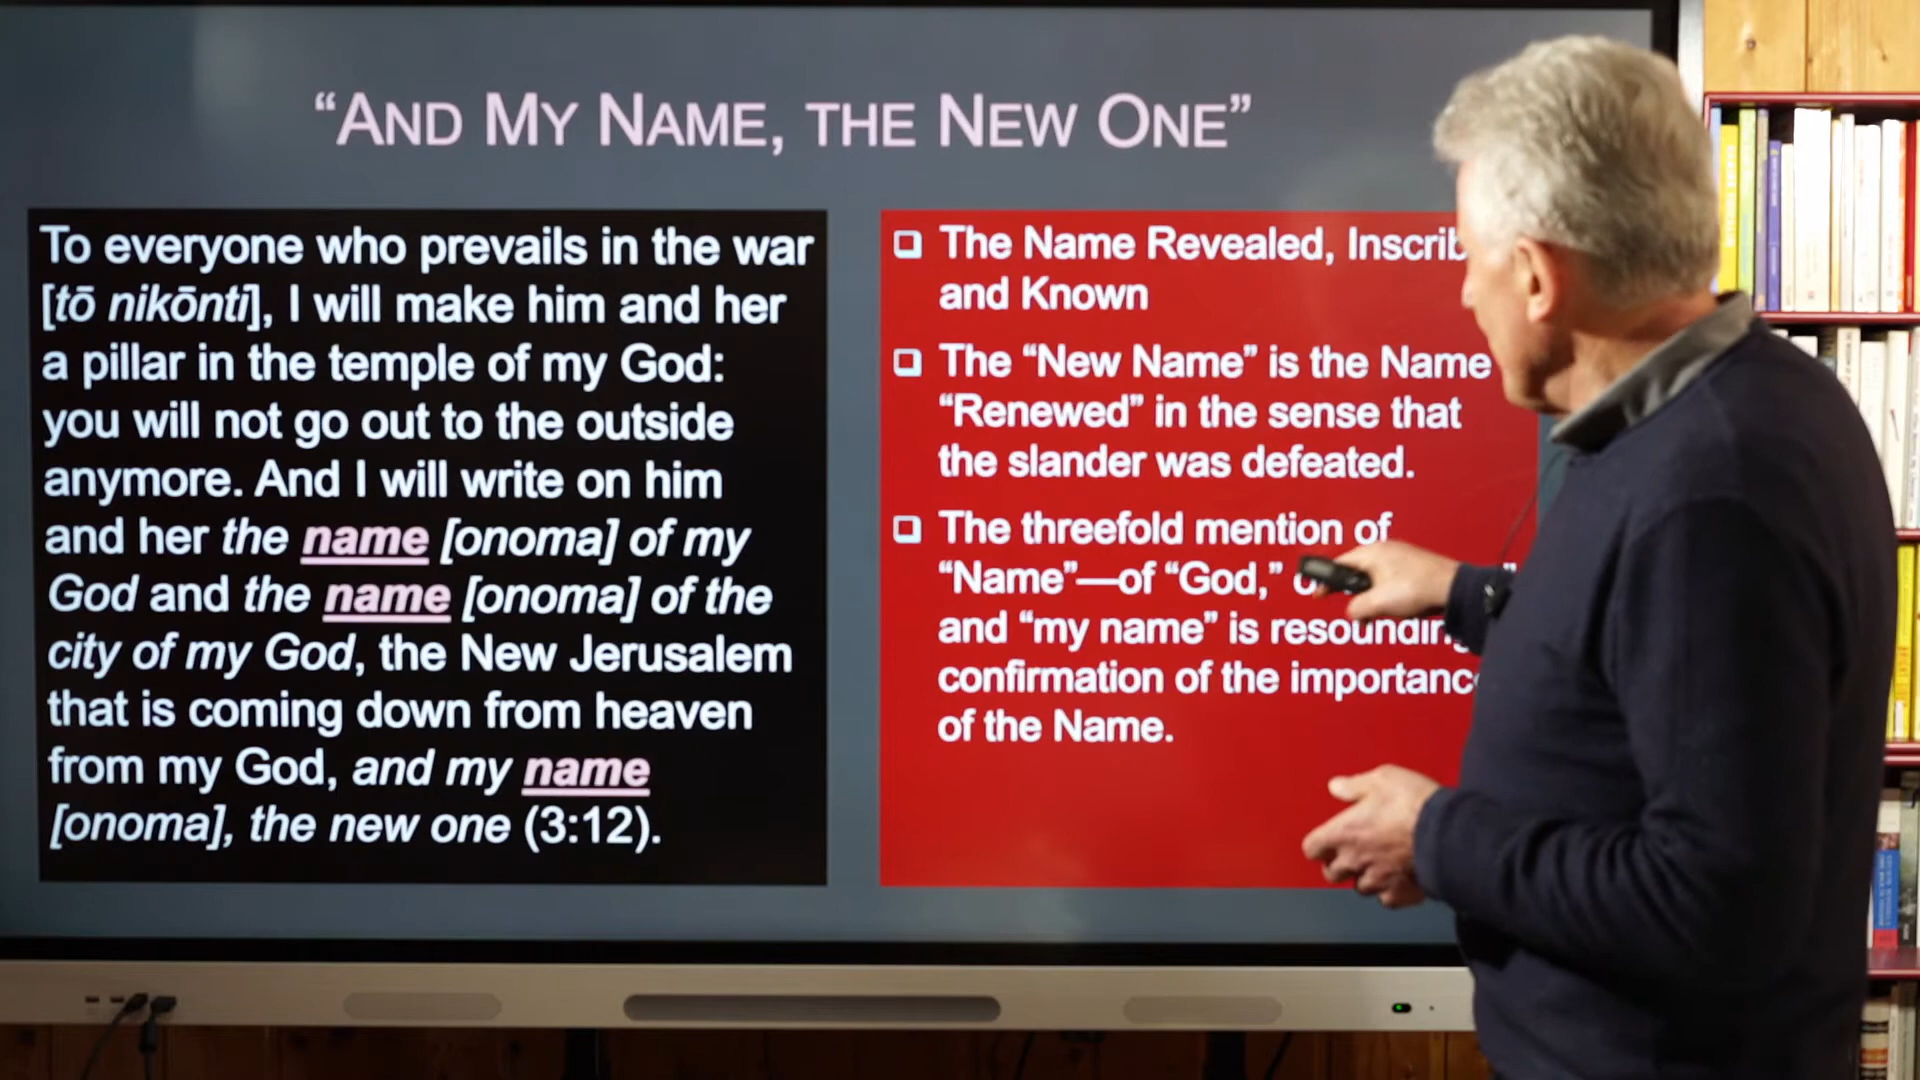 “AND MY NAME, THE NEW ONE”
To everyone who prevails in the war
[tō nikōnti], I will make him and her
a pillar in the temple of my God:
you will not go out to the outside
anymore. And I will write on him
and her the name [onoma] of my
God and the name [onoma] of the
city of my God, the New Jerusalem
that is coming down from heaven
from my God, and my name
[onoma], the new one (3:12).
❑ The Name Revealed,
and Known
❑ The “New Name” is the Name
“Renewed” in the sense that
the slander was defeated.
❑ The threefold mention of
“Name”—of “God,”
and “my name” is
confirmation of the
of the Name.